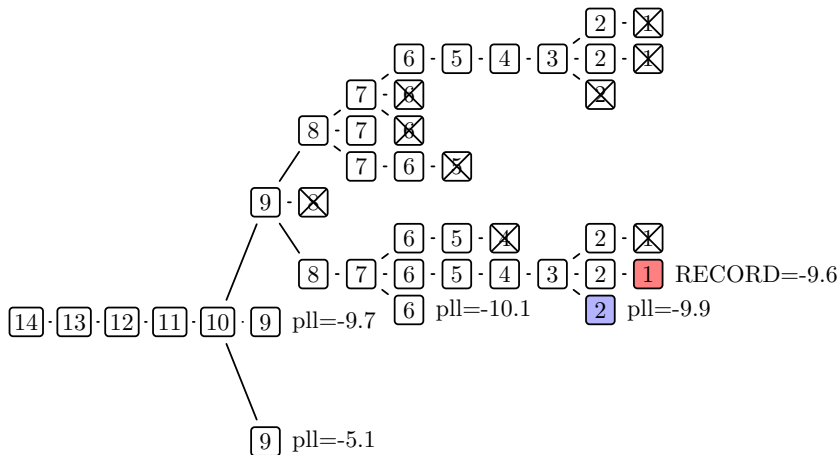 2 1
6 5 4 3 2 1
7 6 2
8 7 6
7 6 5
9 8
6 5 4 2 1
8 7 6 5 4 3 2 1 RECORD=-9.6
6 pll=-10.1 2 pll=-9.9
14 13 12 11 10 9 pll=-9.7
9 pll=-5.1